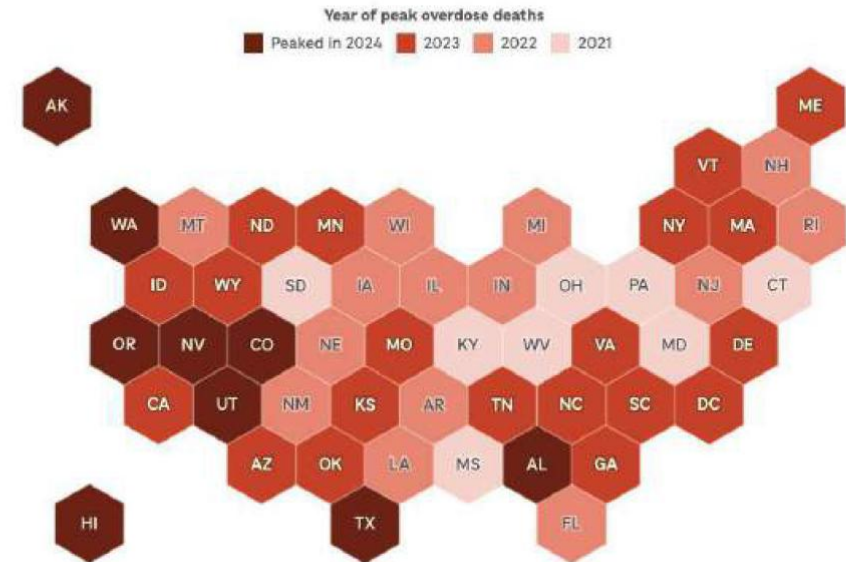 Year of peak overdose deaths
Peaked in 2024 2023 2022 2021
AK ME
VT NH
WA MT ND MN WI MI NY MA RI
ID WY SD IA IL IN OH PA NJ CT
OR NV CO NE MO KY WV VA MD DE
CA UT NM KS AR TN NC SC DC
AZ OK LA MS AL GA
HI TX FL